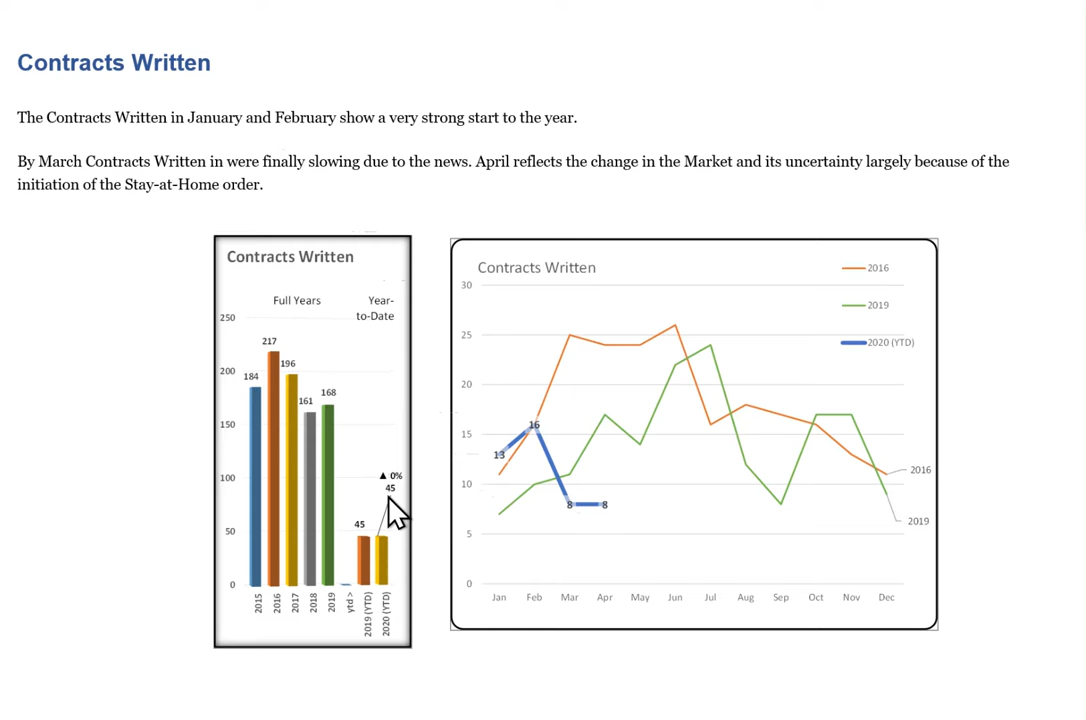 Contracts Written
The Contracts Written in January and February show a very strong start to the year.
By March Contracts Written in were finally slowing due to the news. April reflects the change in the Market and its uncertainty largely because of the
initiation of the Stay-at-Home order.
Contracts Written
Full Years
Year-
to-Date
250
200
150
100
50
0
184
217
196
161
168
45
▲ 0%
45
2015
2016
2017
2018
2019
ytd >
2019 (YTD)
2020 (YTD)
Contracts Written
2016
2019
2020 (YTD)
30
25
20
15
10
5
0
13
16
8
8
2016
2019
Jan
Feb
Mar
Apr
May
Jun
Jul
Aug
Sep
Oct
Nov
Dec